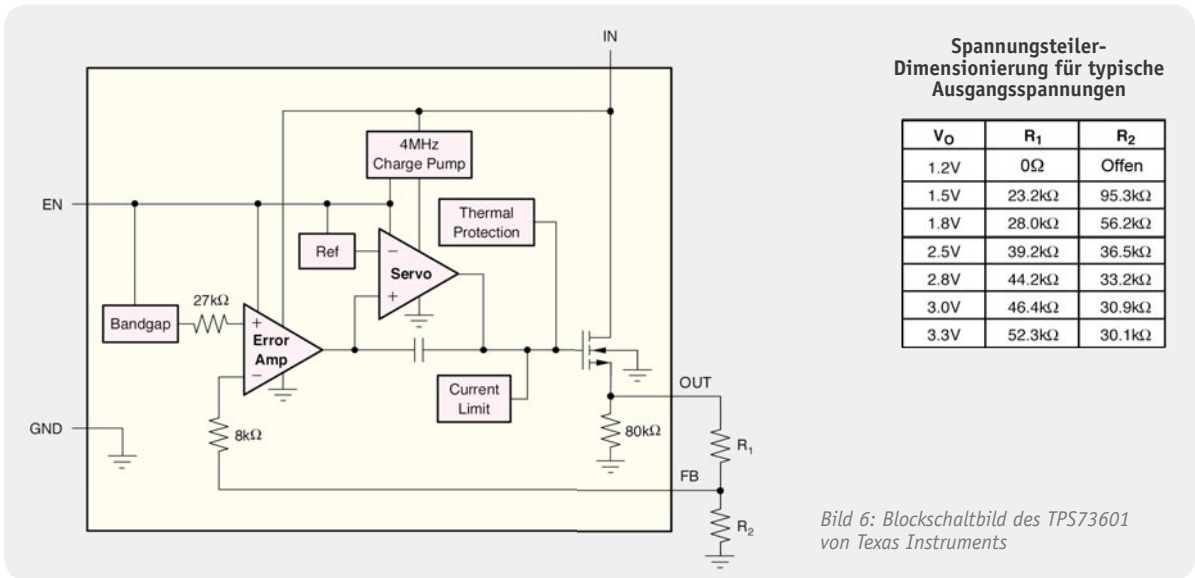 IN
4MHz
Charge Pump
EN
Thermal
Protection
Ref
−
Servo
+
27kΩ
Bandgap
+
Error
Amp
−
Current
Limit
OUT
GND
8kΩ
80kΩ
R1
FB
R2
Spannungsteiler-
Dimensionierung für typische
Ausgangsspannungen
VO R1 R2
1.2V 0Ω Offen
1.5V 23.2kΩ 95.3kΩ
1.8V 28.0kΩ 56.2kΩ
2.5V 39.2kΩ 36.5kΩ
2.8V 44.2kΩ 33.2kΩ
3.0V 46.4kΩ 30.9kΩ
3.3V 52.3kΩ 30.1kΩ
Bild 6: Blockschaltbild des TPS73601
von Texas Instruments